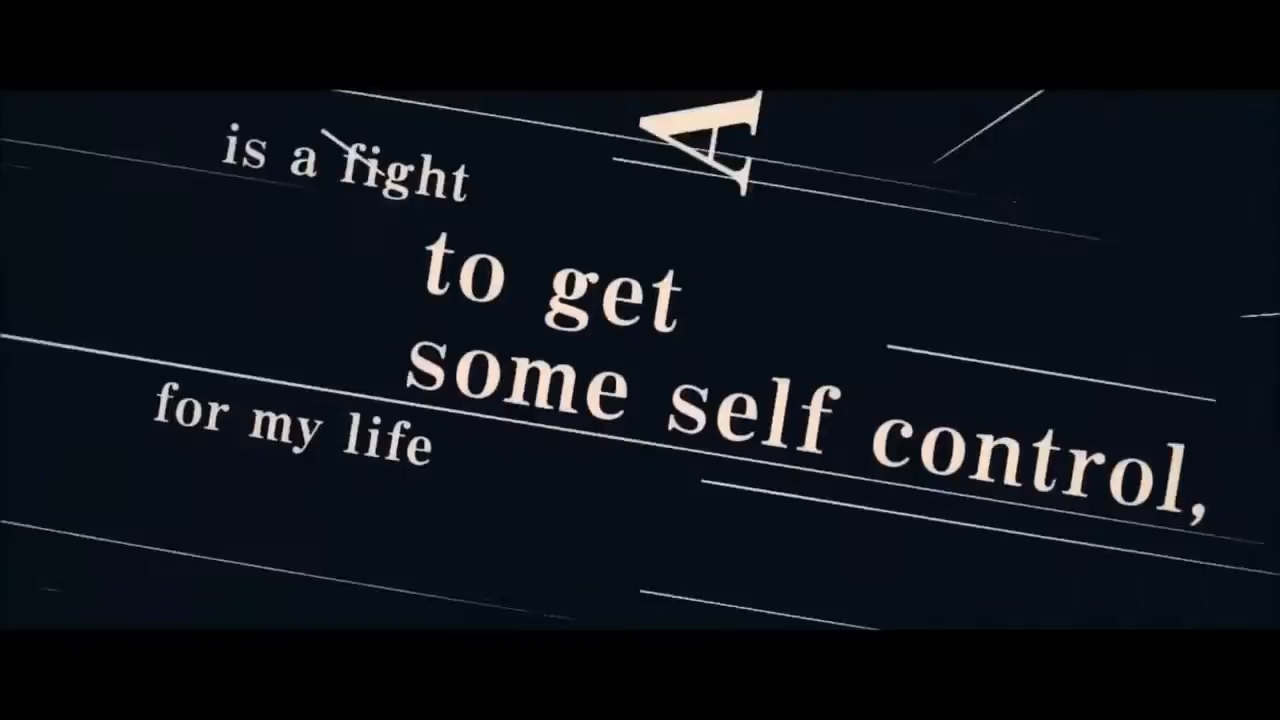 A
is a fight
to get
some self control,
for my life